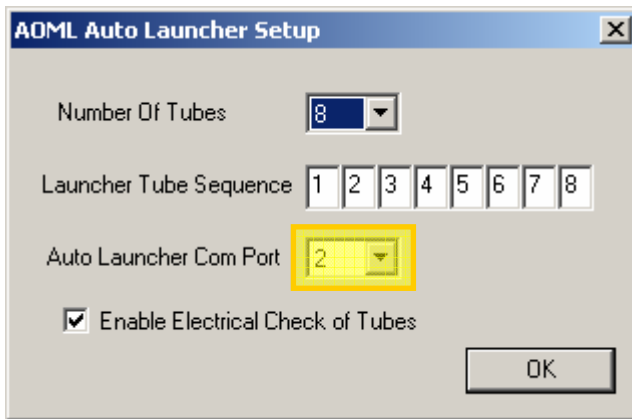 AOML Auto Launcher Setup
Number Of Tubes 8
Launcher Tube Sequence 1 2 3 4 5 6 7 8
Auto Launcher Com Port 2
Enable Electrical Check of Tubes
OK